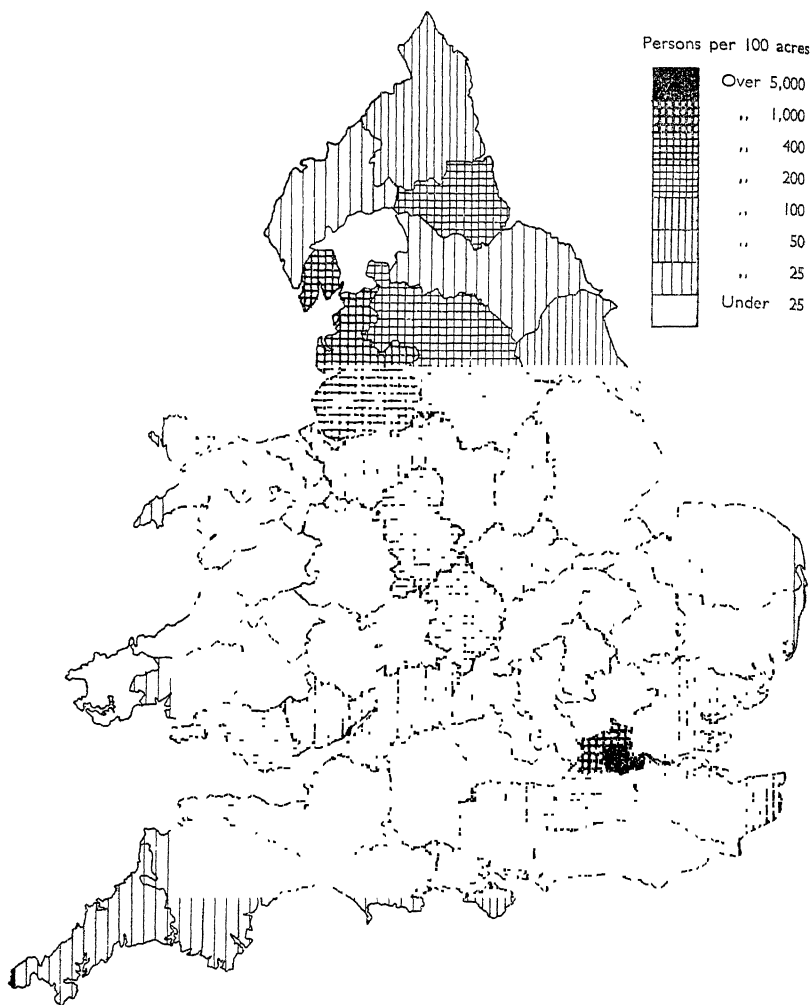 Persons per 100 acres
Over 5,000
,, 1,000
,, 400
,, 200
,, 100
,, 50
,, 25
Under 25